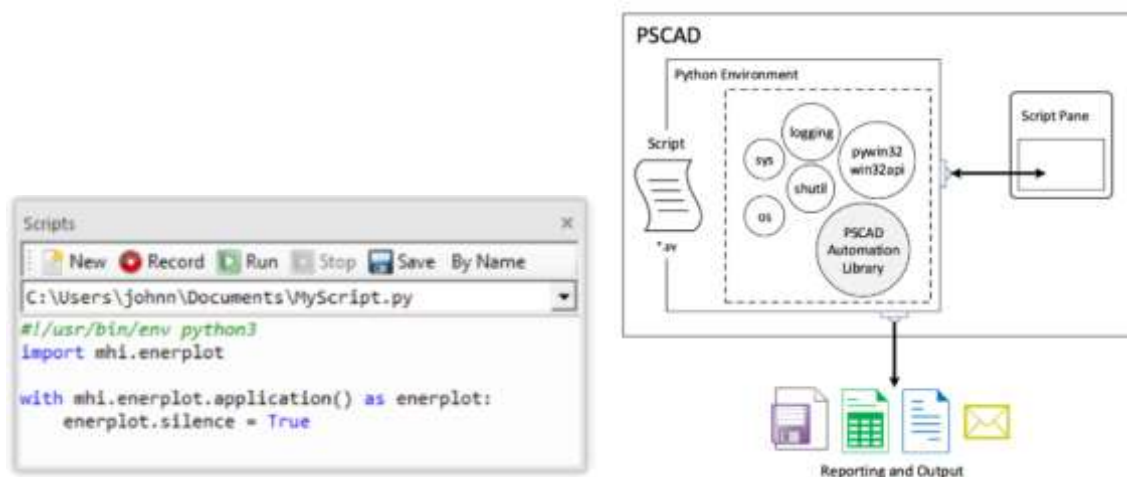 Scripts
New Record Run Stop Save By Name
C:\Users\johnn\Documents\MyScript.py
#!/usr/bin/env python3
import mhi.enerplot
with mhi.enerplot.application() as enerplot:
enerplot.silence = True
PSCAD
Python Environment
Script
logging
sys
pywin32
win32api
shutil
os
PSCAD
Automation
Library
Script Pane
Reporting and Output